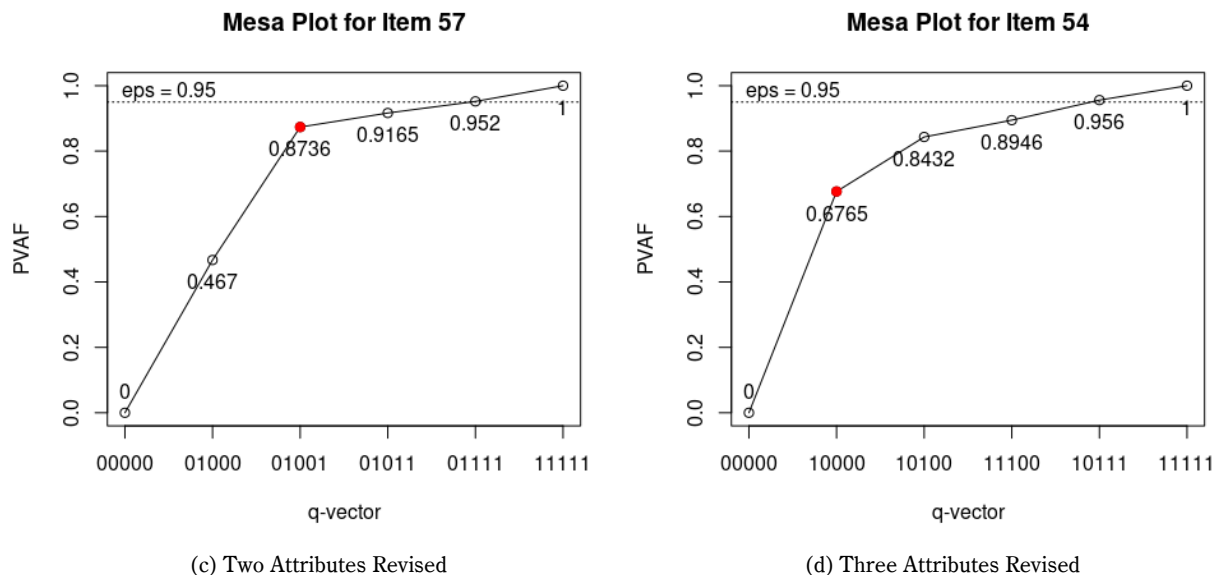 Mesa Plot for Item 57
eps = 0.95
1.0
0.8
0.6
0.4
0.2
0.0
PVAF
0
0.467
0.8736
0.9165
0.952
1
00000 01000 01001 01011 01111 11111
q-vector
(c) Two Attributes Revised
Mesa Plot for Item 54
eps = 0.95
1.0
0.8
0.6
0.4
0.2
0.0
PVAF
0
0.6765
0.8432
0.8946
0.956
1
00000 10000 10100 11100 10111 11111
q-vector
(d) Three Attributes Revised